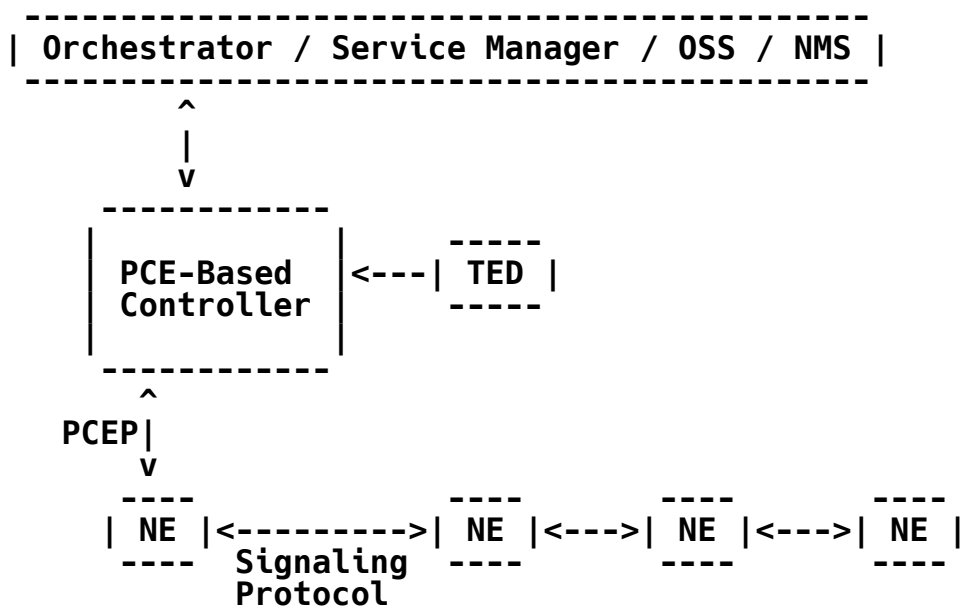 Orchestrator / Service Manager / OSS / NMS
PCE-Based
Controller
TED
PCEP
NE NE NE NE
Signaling
Protocol